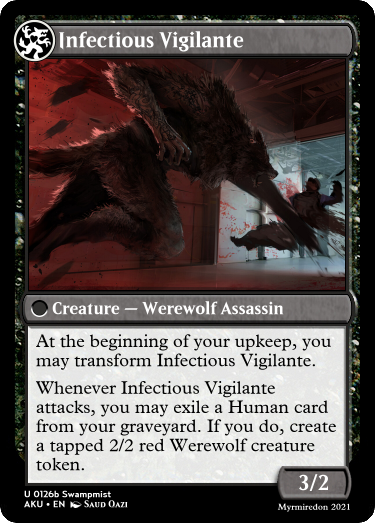 Infectious Vigilante
Creature — Werewolf Assassin
At the beginning of your upkeep, you
may transform Infectious Vigilante.
Whenever Infectious Vigilante
attacks, you may exile a Human card
from your graveyard. If you do, create
a tapped 2/2 red Werewolf creature
token.
3/2
U 0126b Swampmist
AKU • EN Saud Oazi
Myrmiredon 2021